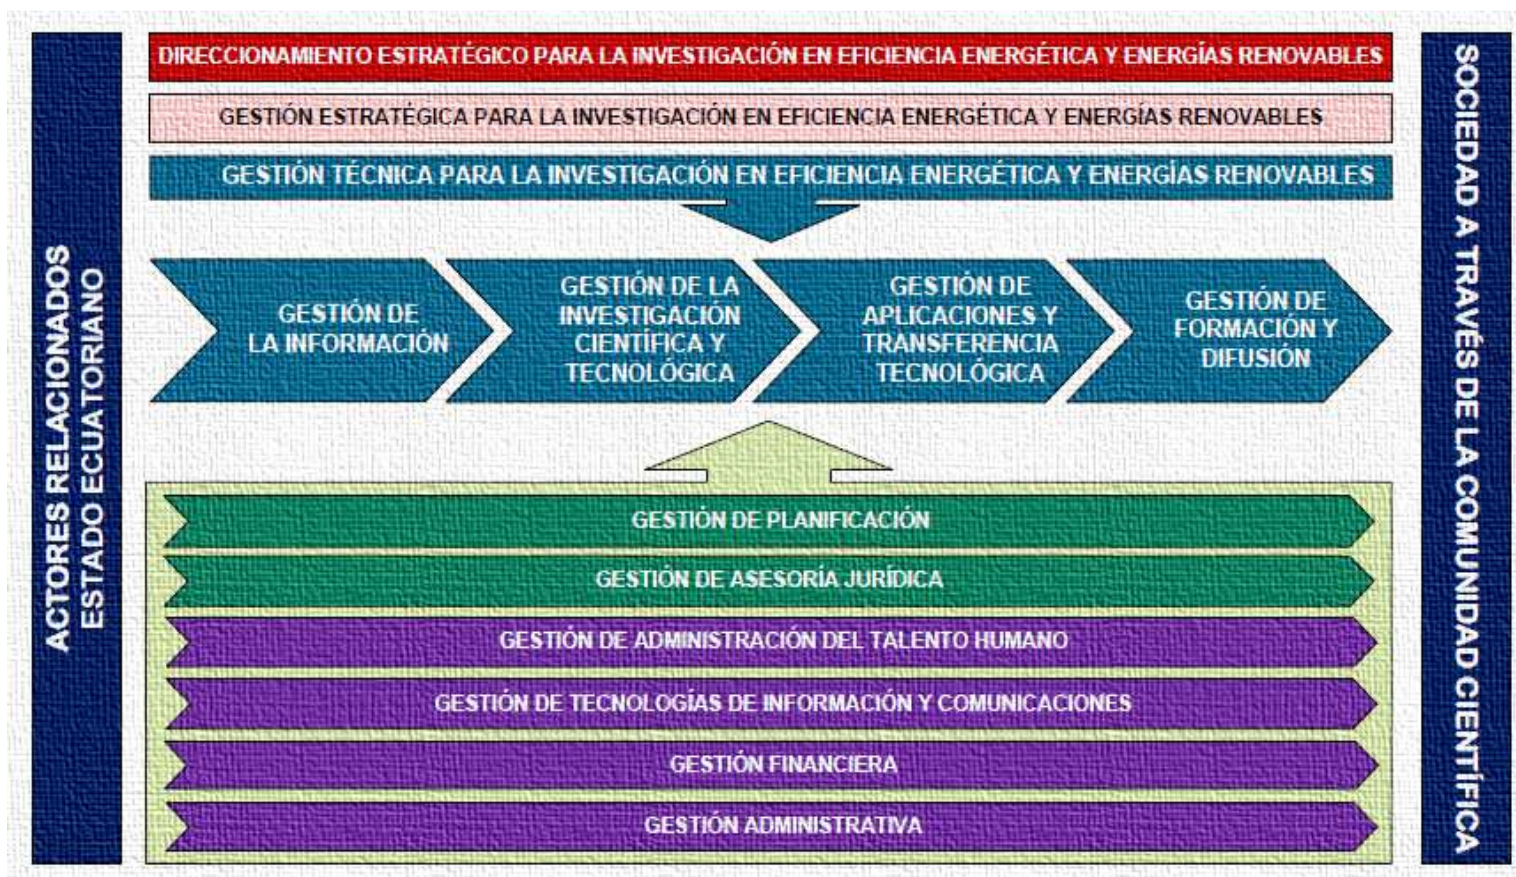 ACTORES RELACIONADOS
ESTADO ECUATORIANO
DIRECCIONAMIENTO ESTRATÉGICO PARA LA INVESTIGACIÓN EN EFICIENCIA ENERGÉTICA Y ENERGÍAS RENOVABLES
GESTIÓN ESTRATÉGICA PARA LA INVESTIGACIÓN EN EFICIENCIA ENERGÉTICA Y ENERGÍAS RENOVABLES
GESTIÓN TÉCNICA PARA LA INVESTIGACIÓN EN EFICIENCIA ENERGÉTICA Y ENERGÍAS RENOVABLES
GESTIÓN DE
LA INFORMACIÓN
GESTIÓN DE LA
INVESTIGACIÓN
CIENTÍFICA Y
TECNOLÓGICA
GESTIÓN DE
APLICACIONES Y
TRANSFERENCIA
TECNOLÓGICA
GESTIÓN DE
FORMACIÓN Y
DIFUSIÓN
GESTIÓN DE PLANIFICACIÓN
GESTIÓN DE ASESORÍA JURÍDICA
GESTIÓN DE ADMINISTRACIÓN DEL TALENTO HUMANO
GESTIÓN DE TECNOLOGÍAS DE INFORMACIÓN Y COMUNICACIONES
GESTIÓN FINANCIERA
GESTIÓN ADMINISTRATIVA
SOCIEDAD A TRAVÉS DE LA COMUNIDAD CIENTÍFICA